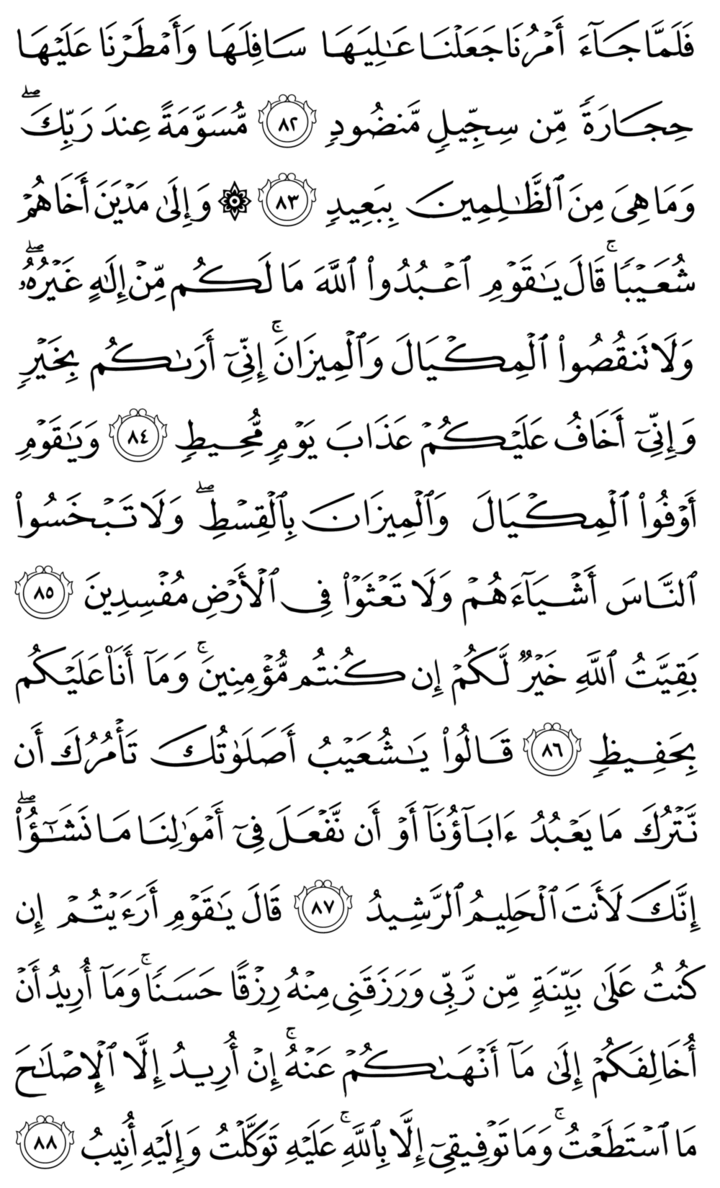 فَلَمَّا جَآءَ أَمۡرُنَا جَعَلۡنَا عَٰلِيَهَا سَافِلَهَا وَأَمۡطَرۡنَا عَلَيۡهَا
حِجَارَةٗ مِّن سِجِّيلٖ مَّنضُودٖ ٨٢ مُّسَوَّمَةً عِندَ رَبِّكَۖ
وَمَا هِيَ مِنَ ٱلظَّٰلِمِينَ بِبَعِيدٖ ٨٣ ۞ وَإِلَىٰ مَدۡيَنَ أَخَاهُمۡ
شُعَيۡبٗاۚ قَالَ يَٰقَوۡمِ ٱعۡبُدُواْ ٱللَّهَ مَا لَكُم مِّنۡ إِلَٰهٍ غَيۡرُهُۥۖ
وَلَا تَنقُصُواْ ٱلۡمِكۡيَالَ وَٱلۡمِيزَانَۚ إِنِّيٓ أَرَىٰكُم بِخَيۡرٖ
وَإِنِّيٓ أَخَافُ عَلَيۡكُمۡ عَذَابَ يَوۡمٖ مُّحِيطٖ ٨٤ وَيَٰقَوۡمِ
أَوۡفُواْ ٱلۡمِكۡيَالَ وَٱلۡمِيزَانَ بِٱلۡقِسۡطِۖ وَلَا تَبۡخَسُواْ
ٱلنَّاسَ أَشۡيَآءَهُمۡ وَلَا تَعۡثَوۡاْ فِي ٱلۡأَرۡضِ مُفۡسِدِينَ ٨٥
بَقِيَّتُ ٱللَّهِ خَيۡرٞ لَّكُمۡ إِن كُنتُم مُّؤۡمِنِينَۚ وَمَآ أَنَا۠ عَلَيۡكُم
بِحَفِيظٖ ٨٦ قَالُواْ يَٰشُعَيۡبُ أَصَلَوٰتُكَ تَأۡمُرُكَ أَن
نَّتۡرُكَ مَا يَعۡبُدُ ءَابَآؤُنَآ أَوۡ أَن نَّفۡعَلَ فِيٓ أَمۡوَٰلِنَا مَا نَشَٰٓؤُاْۖ
إِنَّكَ لَأَنتَ ٱلۡحَلِيمُ ٱلرَّشِيدُ ٨٧ قَالَ يَٰقَوۡمِ أَرَءَيۡتُمۡ إِن
كُنتُ عَلَىٰ بَيِّنَةٖ مِّن رَّبِّي وَرَزَقَنِي مِنۡهُ رِزۡقًا حَسَنٗاۚ وَمَآ أُرِيدُ أَنۡ
أُخَالِفَكُمۡ إِلَىٰ مَآ أَنۡهَىٰكُمۡ عَنۡهُۚ إِنۡ أُرِيدُ إِلَّا ٱلۡإِصۡلَٰحَ
مَا ٱسۡتَطَعۡتُۚ وَمَا تَوۡفِيقِيٓ إِلَّا بِٱللَّهِۚ عَلَيۡهِ تَوَكَّلۡتُ وَإِلَيۡهِ أُنِيبُ ٨٨